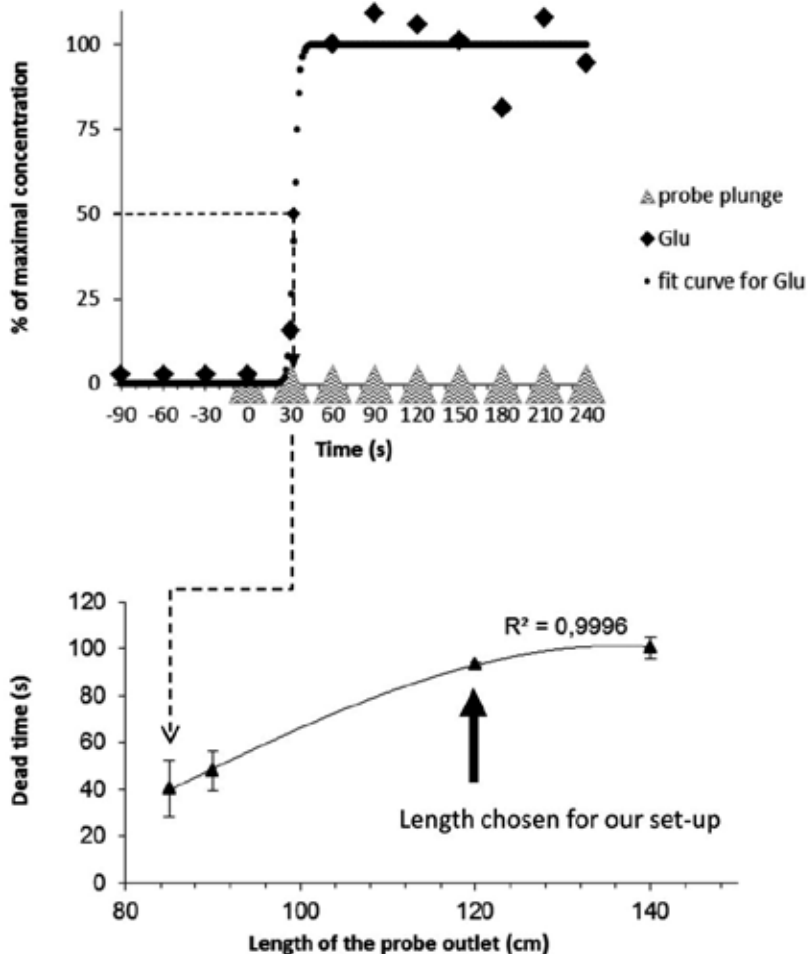 % of maximal concentration
100
75
50
25
0
-90 -60 -30 0 30 60 90 120 150 180 210 240
Time (s)
probe plunge
Glu
fit curve for Glu
Dead time (s)
120
100
80
60
40
20
0
R² = 0,9996
Length chosen for our set-up
80 100 120 140
Length of the probe outlet (cm)